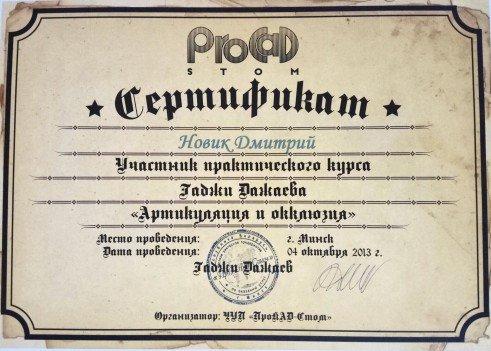 ProCAD
STOM
★ Сертификат ★
Новик Дмитрий
Участник практического курса
Гаджи Дажаева
«Артикуляция и окклюзия»
Место проведения: г. Минск
Дата проведения: 04 октября 2013 г.
Гаджи Дажаев
Организатор: ЧУП «ПроКАД Стом»